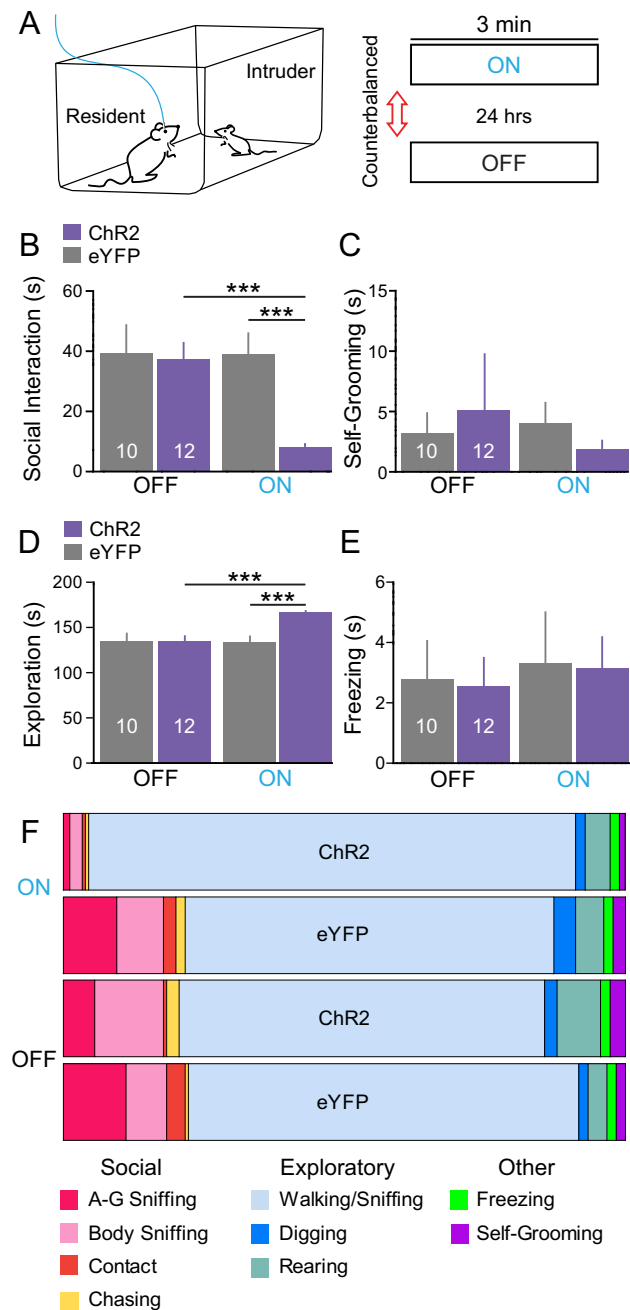 A
Resident
Intruder
Counterbalanced
3 min
ON
24 hrs
OFF
B
ChR2
eYFP
Social Interaction (s)
60
40
20
0
***
***
10
12
OFF
ON
C
Self-Grooming (s)
15
10
5
0
10
12
OFF
ON
D
ChR2
eYFP
Exploration (s)
200
150
100
50
0
***
***
10
12
OFF
ON
E
Freezing (s)
6
4
2
0
10
12
OFF
ON
F
ON
ChR2
eYFP
OFF
ChR2
eYFP
Social
A-G Sniffing
Body Sniffing
Contact
Chasing
Exploratory
Walking/Sniffing
Digging
Rearing
Other
Freezing
Self-Grooming